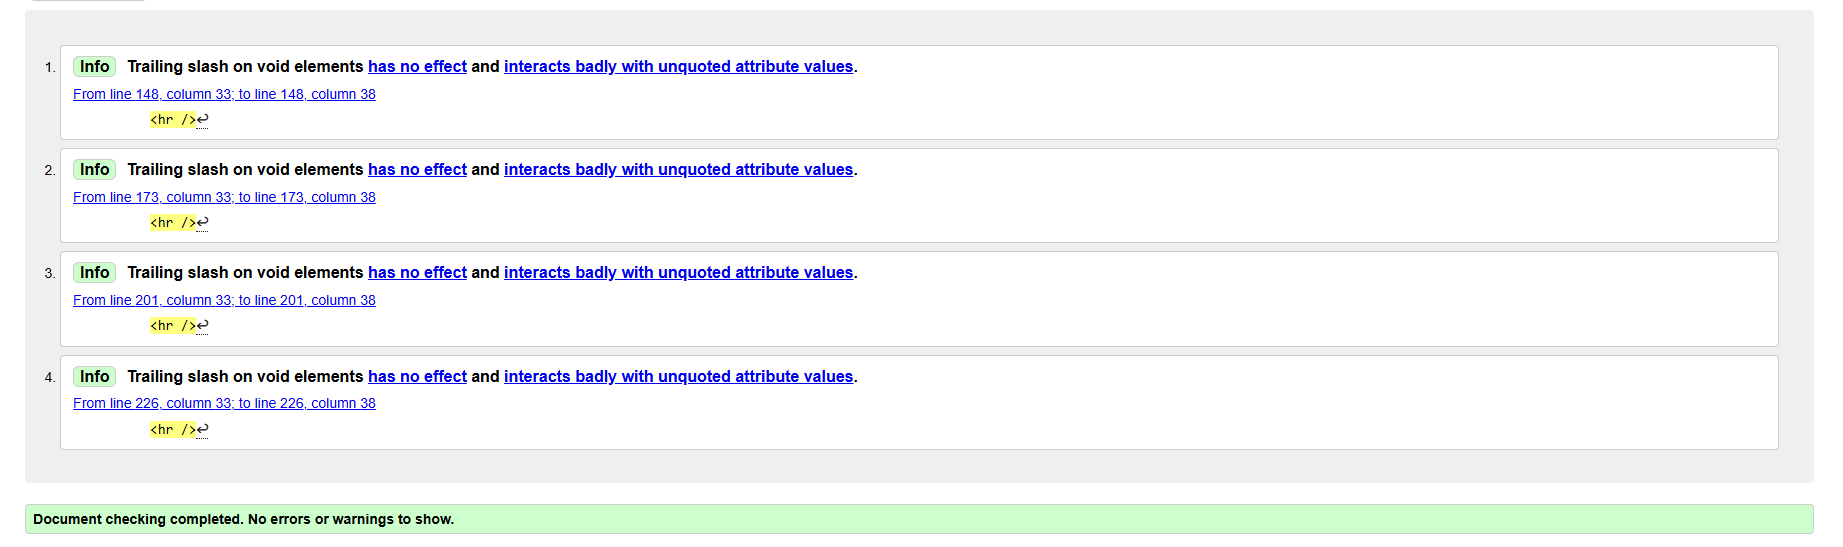 1. Info Trailing slash on void elements has no effect and interacts badly with unquoted attribute values.
From line 148, column 33; to line 148, column 38
<hr />↩
2. Info Trailing slash on void elements has no effect and interacts badly with unquoted attribute values.
From line 173, column 33; to line 173, column 38
<hr />↩
3. Info Trailing slash on void elements has no effect and interacts badly with unquoted attribute values.
From line 201, column 33; to line 201, column 38
<hr />↩
4. Info Trailing slash on void elements has no effect and interacts badly with unquoted attribute values.
From line 226, column 33; to line 226, column 38
<hr />↩
Document checking completed. No errors or warnings to show.